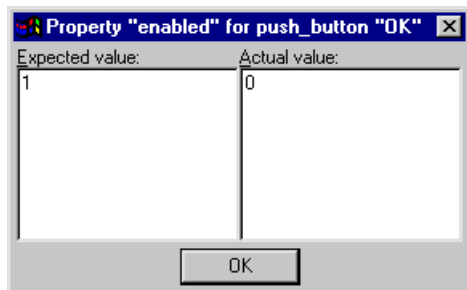 Property "enabled" for push_button "OK"
Expected value: Actual value:
1 0
OK